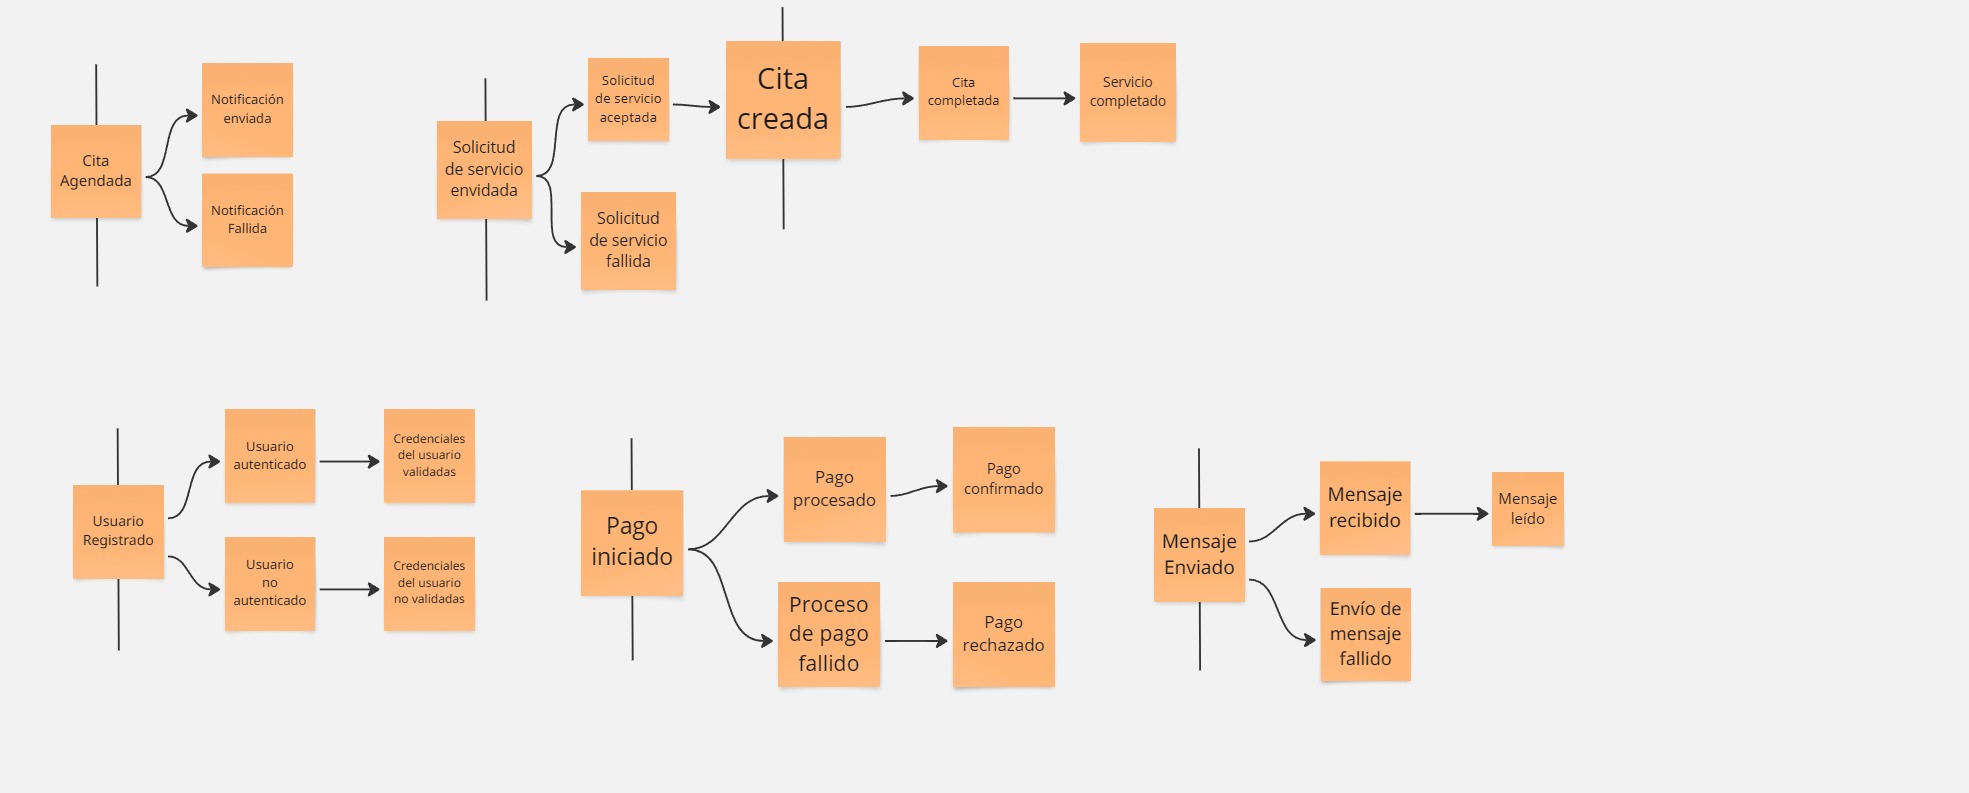 Cita
Agendada
Notificación
enviada
Notificación
Fallida
Solicitud
de servicio
envidada
Solicitud
de servicio
aceptada
Solicitud
de servicio
fallida
Cita
creada
Cita
completada
Servicio
completado
Usuario
Registrado
Usuario
autenticado
Credenciales
del usuario
validadas
Usuario
no
autenticado
Credenciales
del usuario
no validadas
Pago
iniciado
Pago
procesado
Pago
confirmado
Proceso
de pago
fallido
Pago
rechazado
Mensaje
Enviado
Mensaje
recibido
Mensaje
leído
Envío de
mensaje
fallido